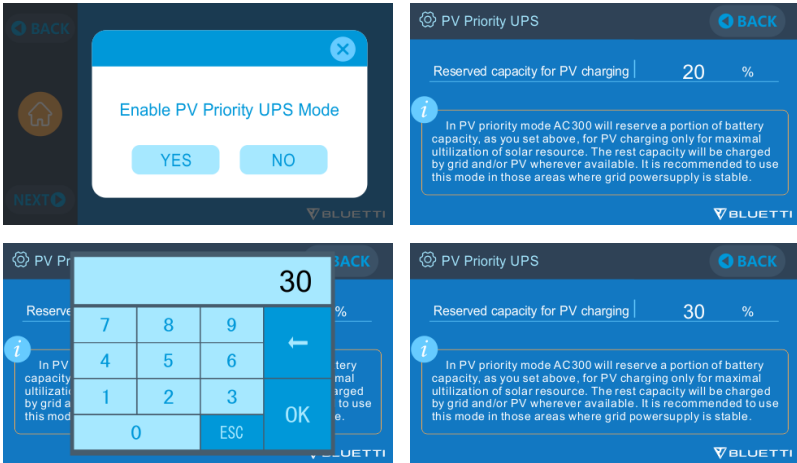 BACK
Enable PV Priority UPS Mode
YES
NO
NEXT
BLUETTI
PV Priority UPS
BACK
Reserved capacity for PV charging 20 %
i
In PV priority mode AC300 will reserve a portion of battery
capacity, as you set above, for PV charging only for maximal
ultilization of solar resource. The rest capacity will be charged
by grid and/or PV wherever available. It is recommended to use
this mode in those areas where grid powersupply is stable.
BLUETTI
PV Pr
BACK
30
Reserve
%
7 8 9
4 5 6
1 2 3
0 ESC OK
i
In PV
capacity
ultilizati
by grid a
this mod
tery
mal
arged
to use
e.
BLUETTI
PV Priority UPS
BACK
Reserved capacity for PV charging 30 %
i
In PV priority mode AC300 will reserve a portion of battery
capacity, as you set above, for PV charging only for maximal
ultilization of solar resource. The rest capacity will be charged
by grid and/or PV wherever available. It is recommended to use
this mode in those areas where grid powersupply is stable.
BLUETTI